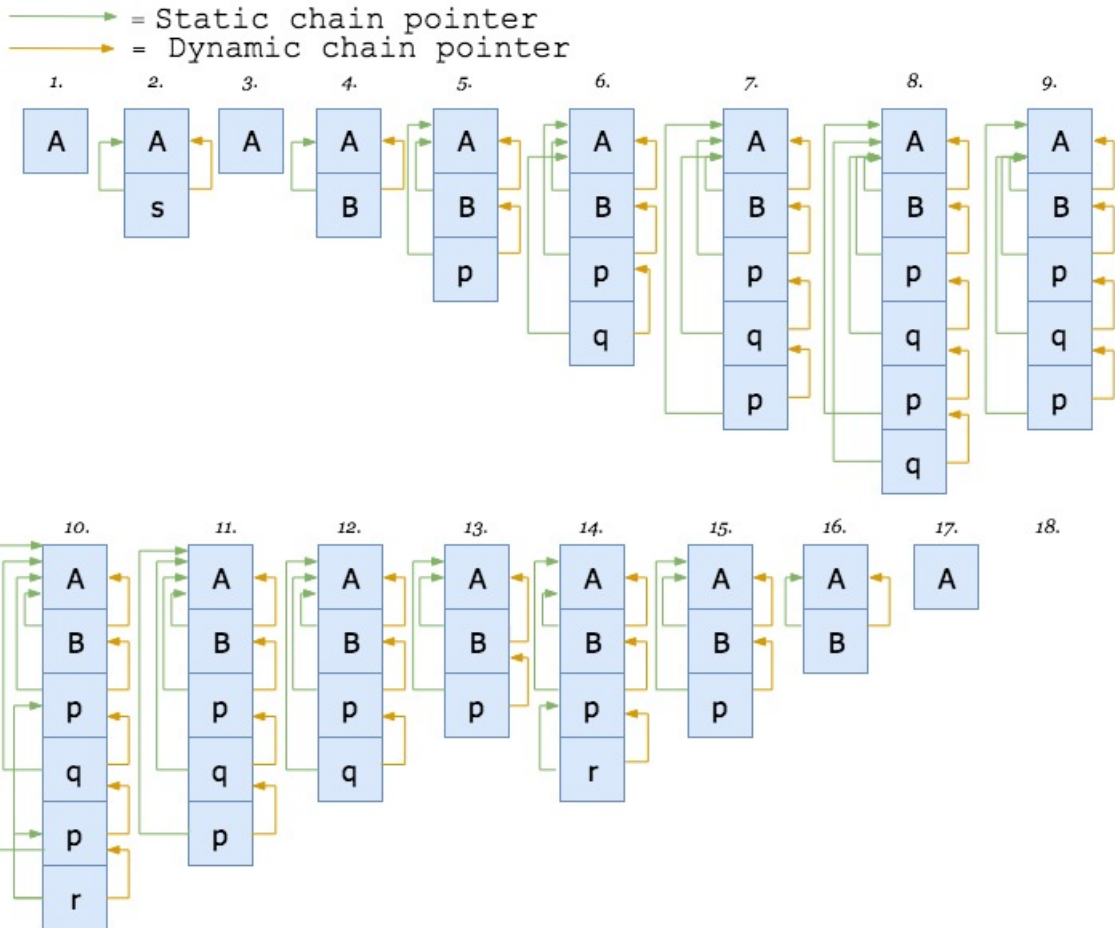 = Static chain pointer
= Dynamic chain pointer
1. 2. 3. 4. 5. 6. 7. 8. 9.
A A A A A A A A A
s B B B B B B
p p p p p
q q q q
p p p
q
10. 11. 12. 13. 14. 15. 16. 17. 18.
A A A A A A A A
B B B B B B B
p p p p p p
q q q r
p p
r